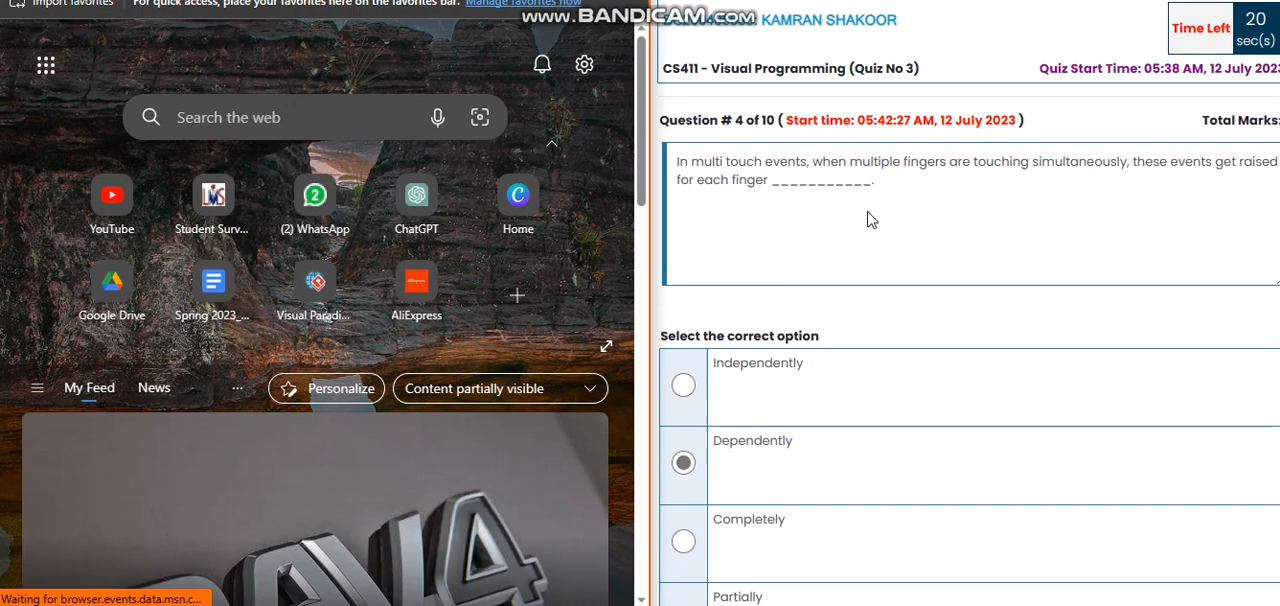 Import favorites
For quick access, place your favorites here on the favorites bar. Manage favorites now
www.BANDICAM.com
KAMRAN SHAKOOR
Time Left
20
sec(s)
CS411 - Visual Programming (Quiz No 3)
Quiz Start Time: 05:38 AM, 12 July 2023
Search the web
Question # 4 of 10 ( Start time: 05:42:27 AM, 12 July 2023 )
Total Marks:
In multi touch events, when multiple fingers are touching simultaneously, these events get raised
for each finger ___________.
YouTube
Student Surv...
2
(2) WhatsApp
ChatGPT
C
Home
Google Drive
Spring 2023_...
Visual Paradi...
AliExpress
AliExpress
Select the correct option
Independently
Dependently
Completely
Partially
My Feed
News
...
Personalize
Content partially visible
RAV4
Waiting for browser.events.data.msn.c...